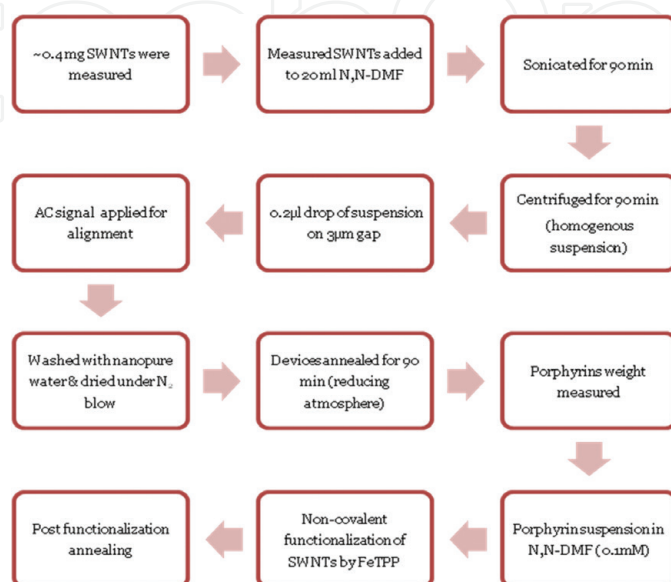 ~0.4mg SWNTs were
measured
Measured SWNTs added
to 20ml N,N-DMF
Sonicated for 90 min
Centrifuged for 90 min
(homogenous
suspension)
0.2µl drop of suspension
on 3µm gap
AC signal applied for
alignment
Washed with nanopure
water & dried under N₂
blow
Devices annealed for 90
min (reducing
atmosphere)
Porphyrins weight
measured
Porphyrin suspension in
N,N-DMF (0.1mM)
Non-covalent
functionalization of
SWNTs by FeTPP
Post functionalization
annealing